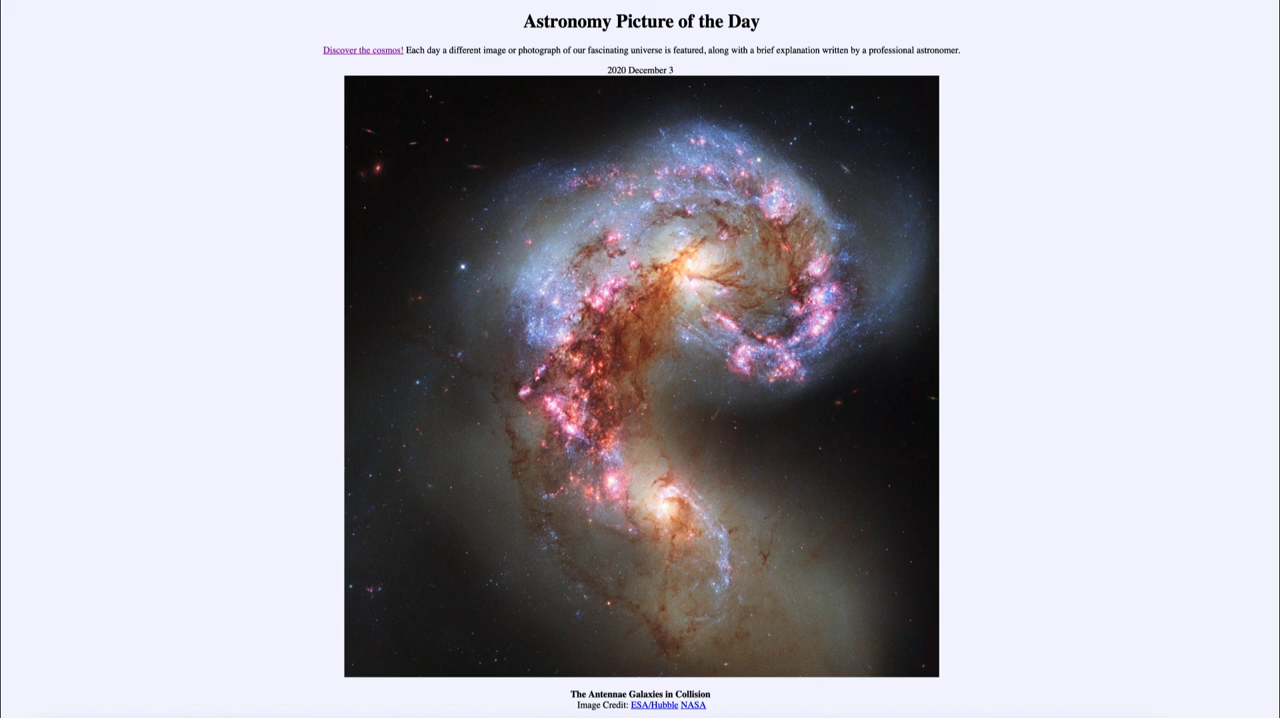 Astronomy Picture of the Day
Discover the cosmos! Each day a different image or photograph of our fascinating universe is featured, along with a brief explanation written by a professional astronomer.
2020 December 3
The Antennae Galaxies in Collision
Image Credit: ESA/Hubble NASA